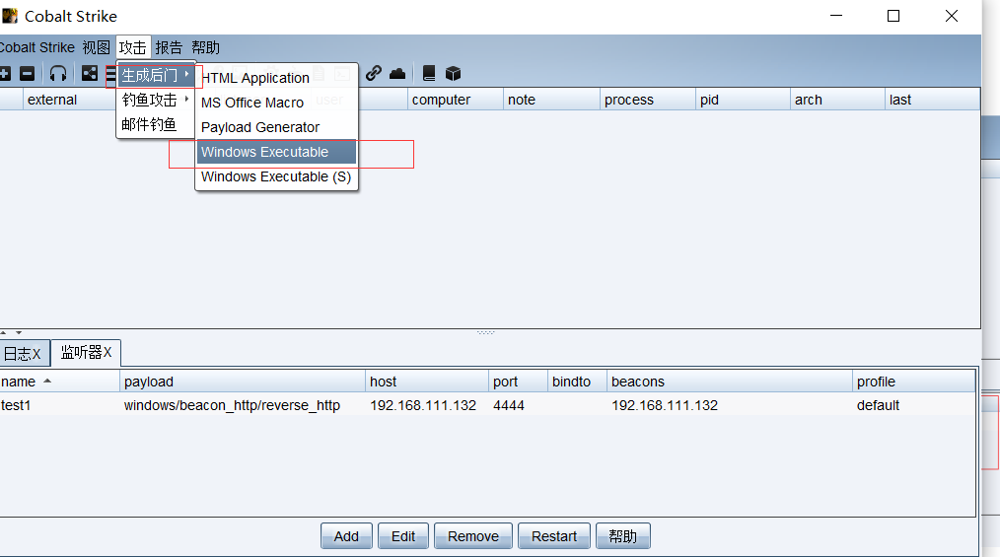 Cobalt Strike
Cobalt Strike 视图 攻击 报告 帮助
生成后门
钓鱼攻击
邮件钓鱼
HTML Application
MS Office Macro
Payload Generator
Windows Executable
Windows Executable (S)
external user computer note process pid arch last
日志X 监听器X
name payload host port bindto beacons profile
test1 windows/beacon_http/reverse_http 192.168.111.132 4444 192.168.111.132 default
Add Edit Remove Restart 帮助